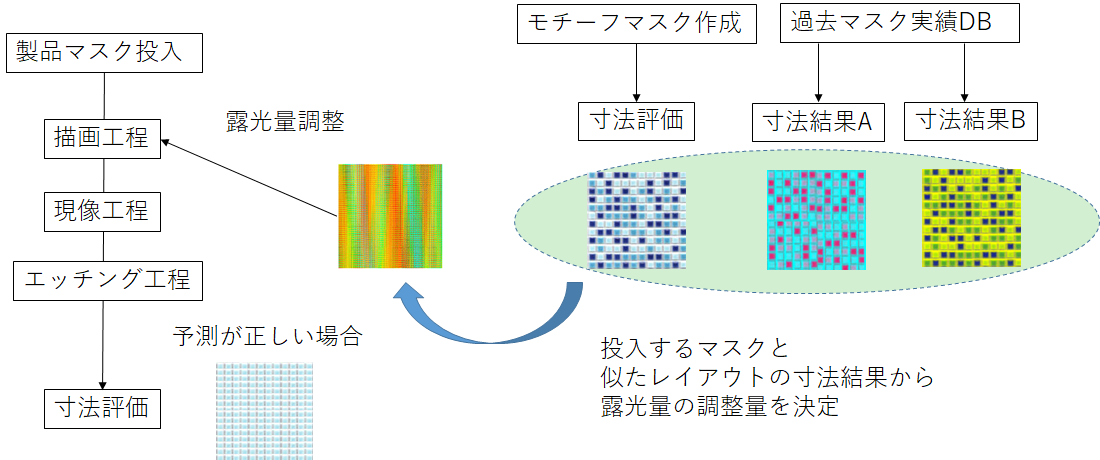 製品マスク投入
描画工程
現像工程
エッチング工程
寸法評価
露光量調整
予測が正しい場合
モチーフマスク作成
過去マスク実績DB
寸法評価
寸法結果A
寸法結果B
投入するマスクと
似たレイアウトの寸法結果から
露光量の調整量を決定